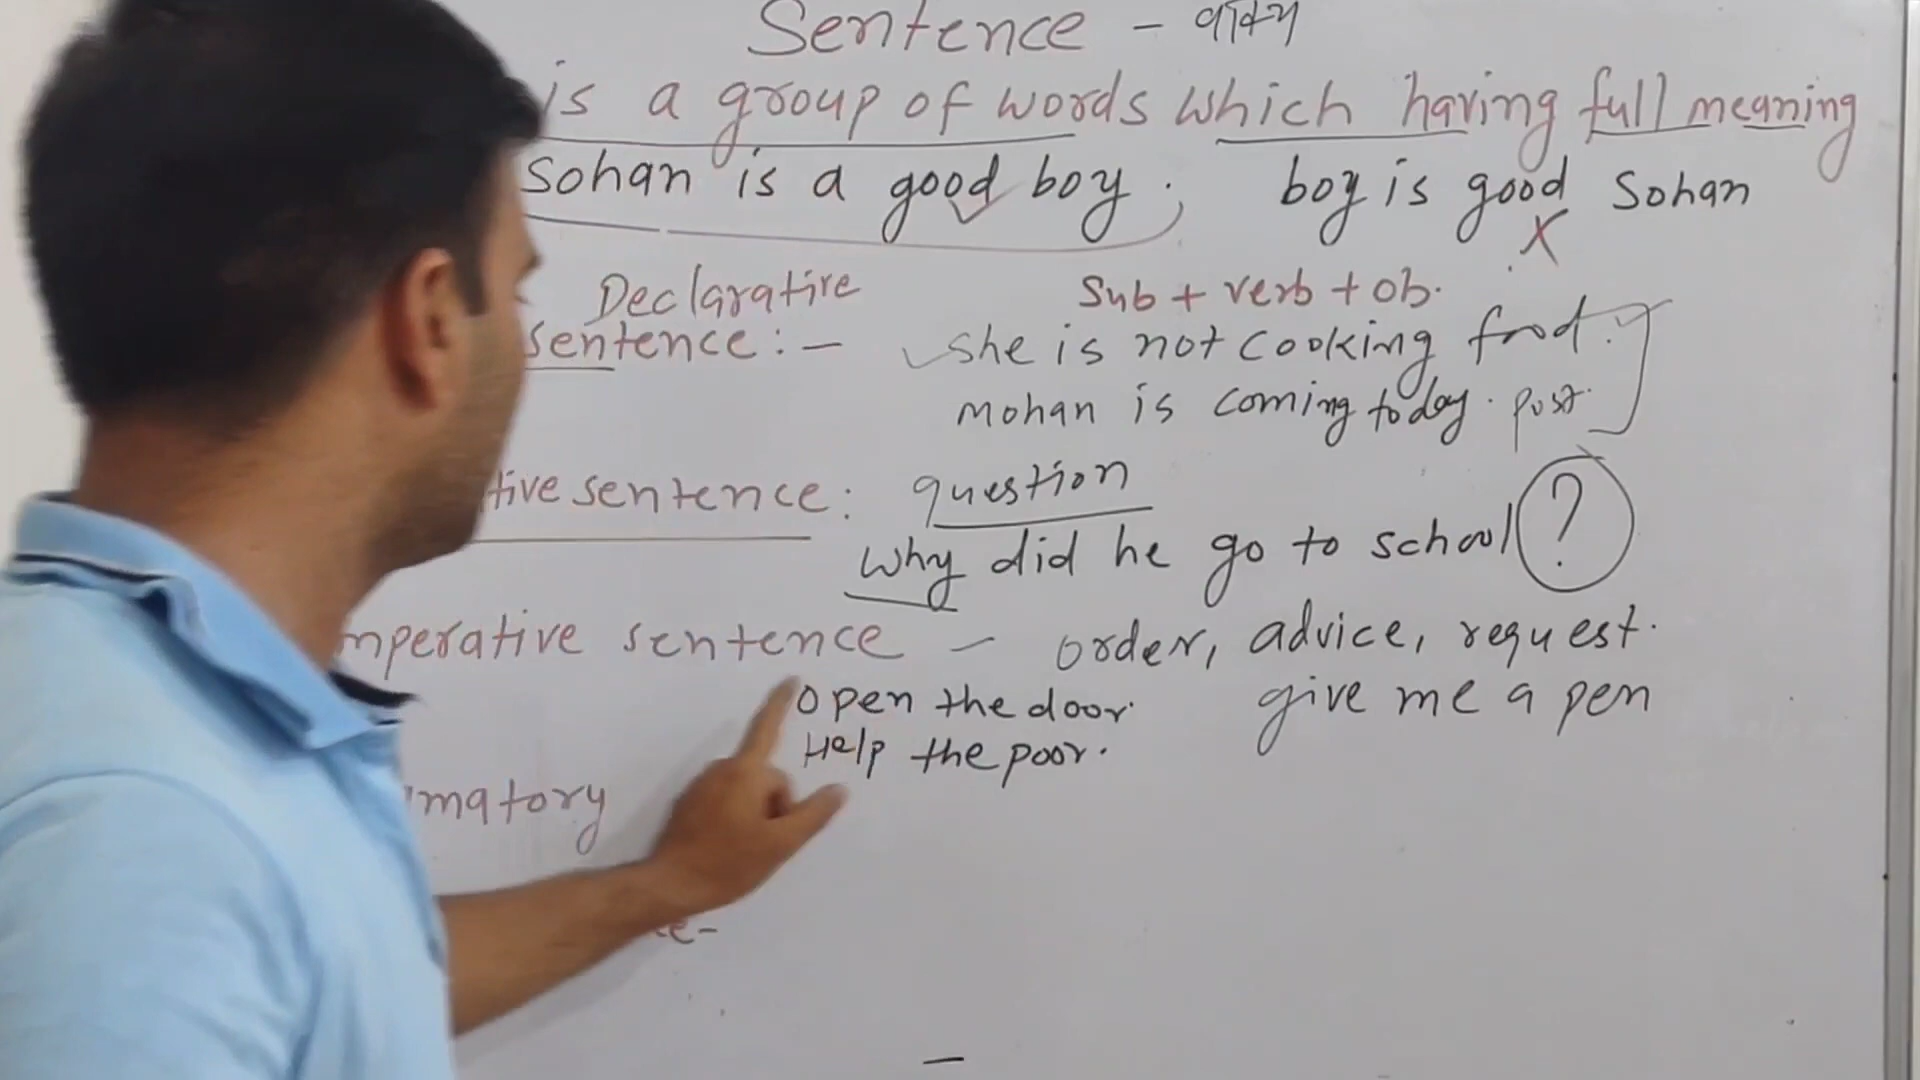 Sentence - वाक्य
is a group of words which having full meaning
Sohan is a good boy. boy is good Sohan
X
Declarative Sub + verb + ob.
sentence :- She is not cooking food.
mohan is coming today.
tive sentence : question
Why did he go to school ?
mperative sentence - order, advice, request.
Open the door. give me a pen
Help the poor.
matory